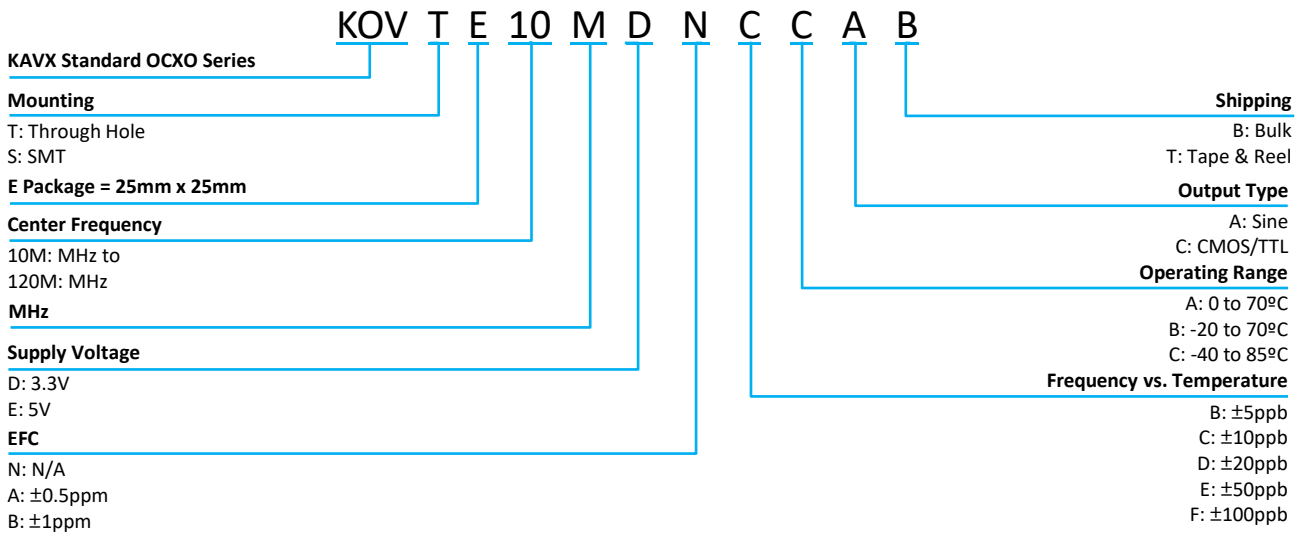 KOV T E 10 M D N C C A B
KAVX Standard OCXO Series
Mounting
T: Through Hole
S: SMT
E Package = 25mm x 25mm
Center Frequency
10M: MHz to
120M: MHz
MHz
Supply Voltage
D: 3.3V
E: 5V
EFC
N: N/A
A: ±0.5ppm
B: ±1ppm
Shipping
B: Bulk
T: Tape & Reel
Output Type
A: Sine
C: CMOS/TTL
Operating Range
A: 0 to 70ºC
B: -20 to 70ºC
C: -40 to 85ºC
Frequency vs. Temperature
B: ±5ppb
C: ±10ppb
D: ±20ppb
E: ±50ppb
F: ±100ppb